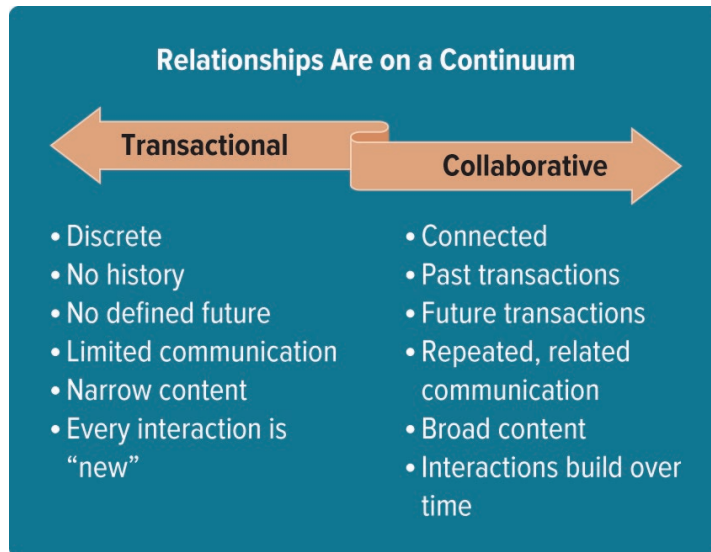 Relationships Are on a Continuum
Transactional
Collaborative
• Discrete
• No history
• No defined future
• Limited communication
• Narrow content
• Every interaction is
“new”
• Connected
• Past transactions
• Future transactions
• Repeated, related
communication
• Broad content
• Interactions build over
time